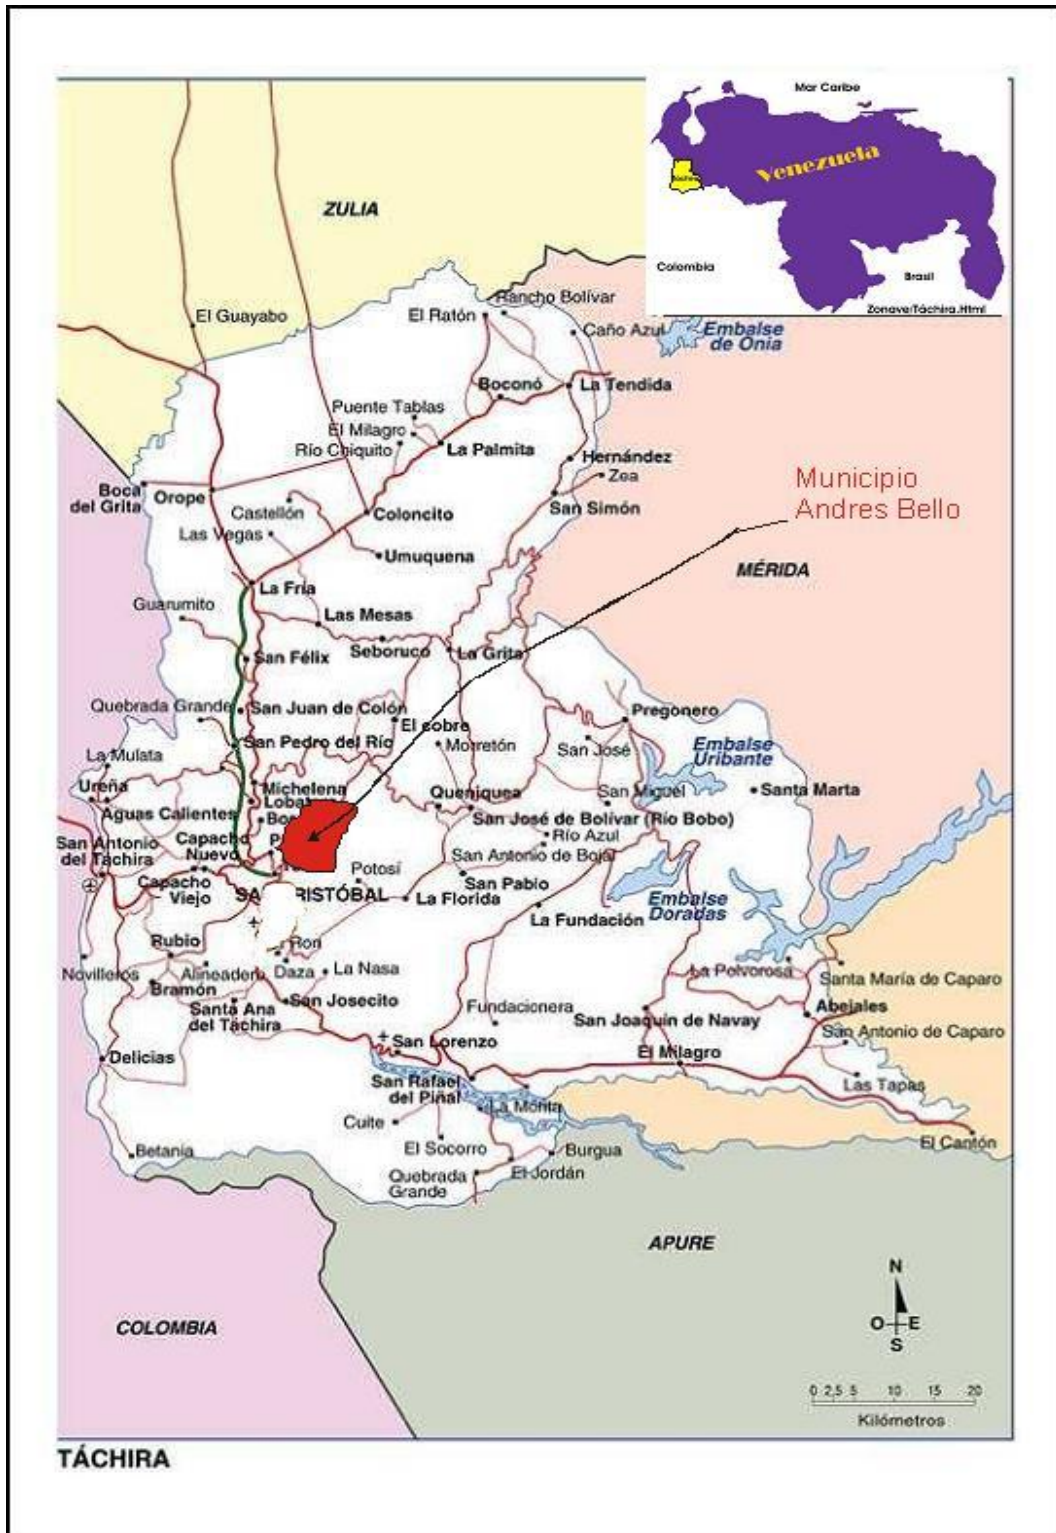 Mar Caribe
Venezuela
Táchira
Colombia
Brasil
Zonave/Táchira.Html
ZULIA
El Guayabo
El Ratón
Rancho Bolívar
Caño Azul
Embalse
de Onia
Boconó
La Tendida
Puente Tablas
El Milagro
Río Chiquito
La Palmita
Hernández
Zea
San Simón
Boca
del Grita
Orope
Castellón
Coloncito
Las Vegas
Umuquena
Municipio
Andres Bello
MÉRIDA
La Fría
Guarumito
Las Mesas
Seboruco
La Grita
San Félix
Quebrada Grande
San Juan de Colón
El cobre
Pregonero
San Pedro del Río
Morretón
San José
Embalse
Uribante
La Mulata
Ureña
Michelena
Queniquea
San Miguel
Santa Marta
Aguas Calientes
San José de Bolívar (Río Bobo)
Río Azul
San Antonio
del Táchira
Capacho
Nuevo
San Antonio de Bojal
Potosí
Capacho
Viejo
San Pablo
SA RISTÓBAL
La Florida
La Fundación
Embalse
Doradas
Rubio
Novilleros
Alineadero
Daza
La Nasa
La Polvorosa
Santa María de Caparo
Bramón
San Josecito
Santa Ana
del Táchira
Fundacionera
San Joaquín de Navay
Abejales
San Antonio de Caparo
San Lorenzo
El Milagro
Delicias
San Rafael
del Piñal
La Morita
Las Tapas
Cuite
El Socorro
Burgua
El Cantón
Betania
Quebrada
Grande
El Jordán
APURE
COLOMBIA
N
O E
S
0 2,5 5 10 15 20
Kilómetros
TÁCHIRA